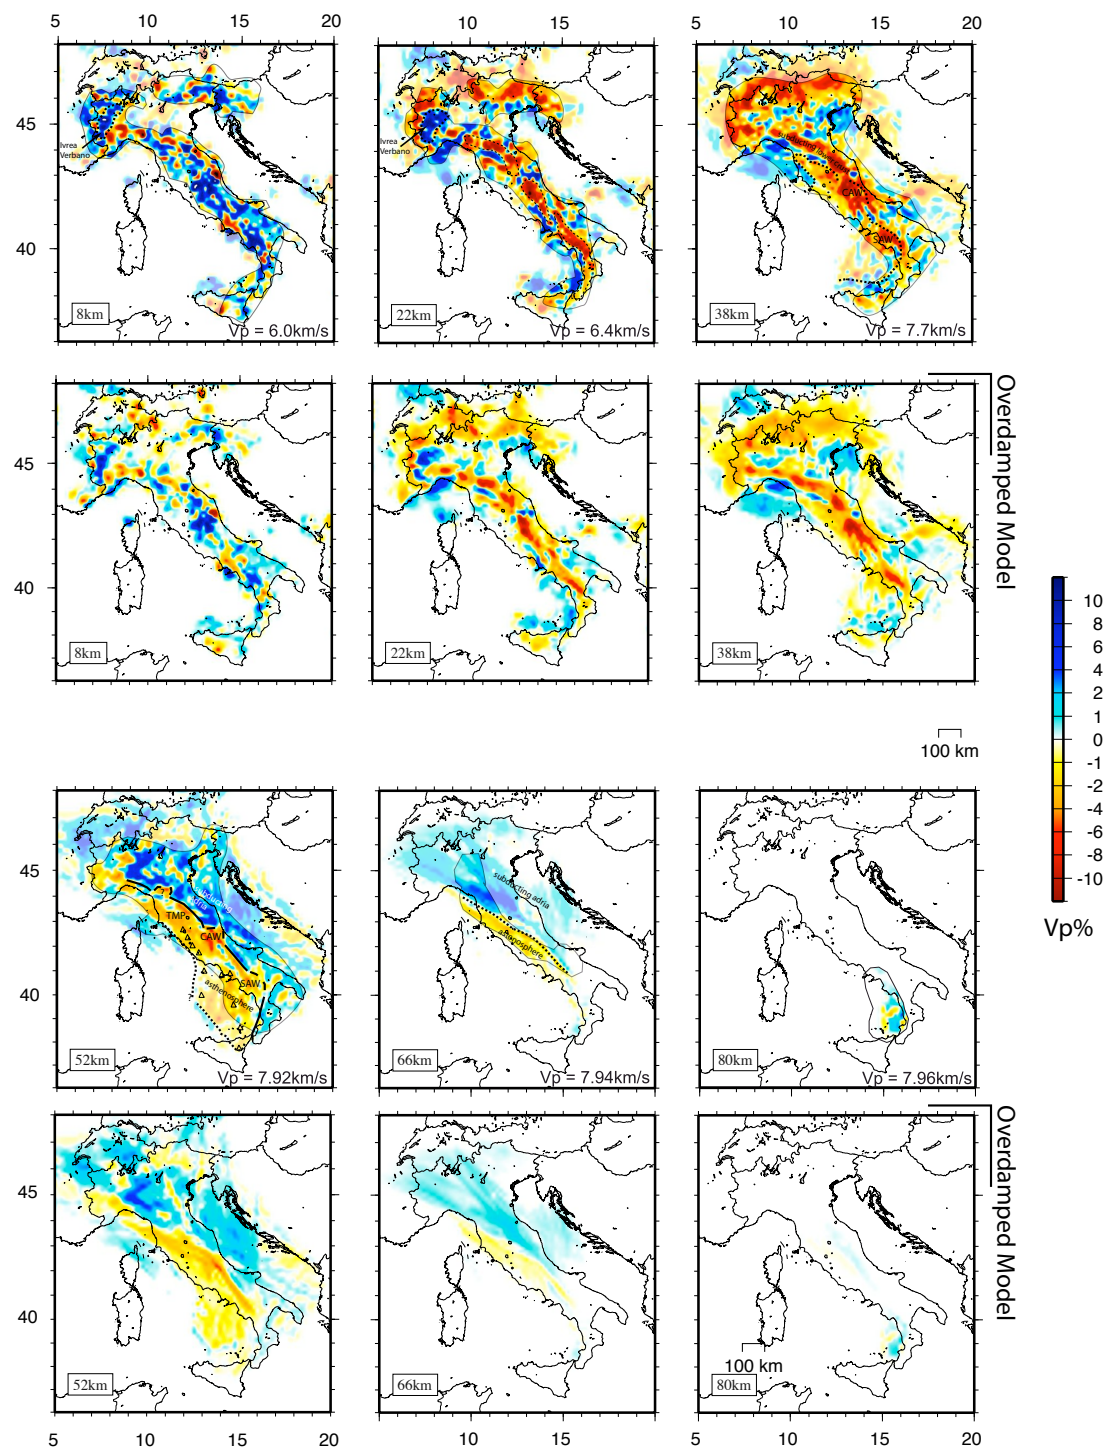 5 10 15 20
10 15 20
5 10 15 20
45
40
Ivrea
Verbano
8km
Vp = 6.0km/s
Ivrea
Verbano
22km
Vp = 6.4km/s
CAW
SAW
38km
Vp = 7.7km/s
45
40
8km
22km
38km
Overdamped Model
100 km
10
8
6
4
2
1
0
-1
-2
-4
-6
-8
-10
Vp%
45
40
TMP
CAW
SAW
asthenosphere
52km
Vp = 7.92km/s
subducting adria
asthenosphere
66km
Vp = 7.94km/s
80km
Vp = 7.96km/s
45
40
52km
66km
100 km
80km
Overdamped Model
5 10 15 20
10 15
10 15 20